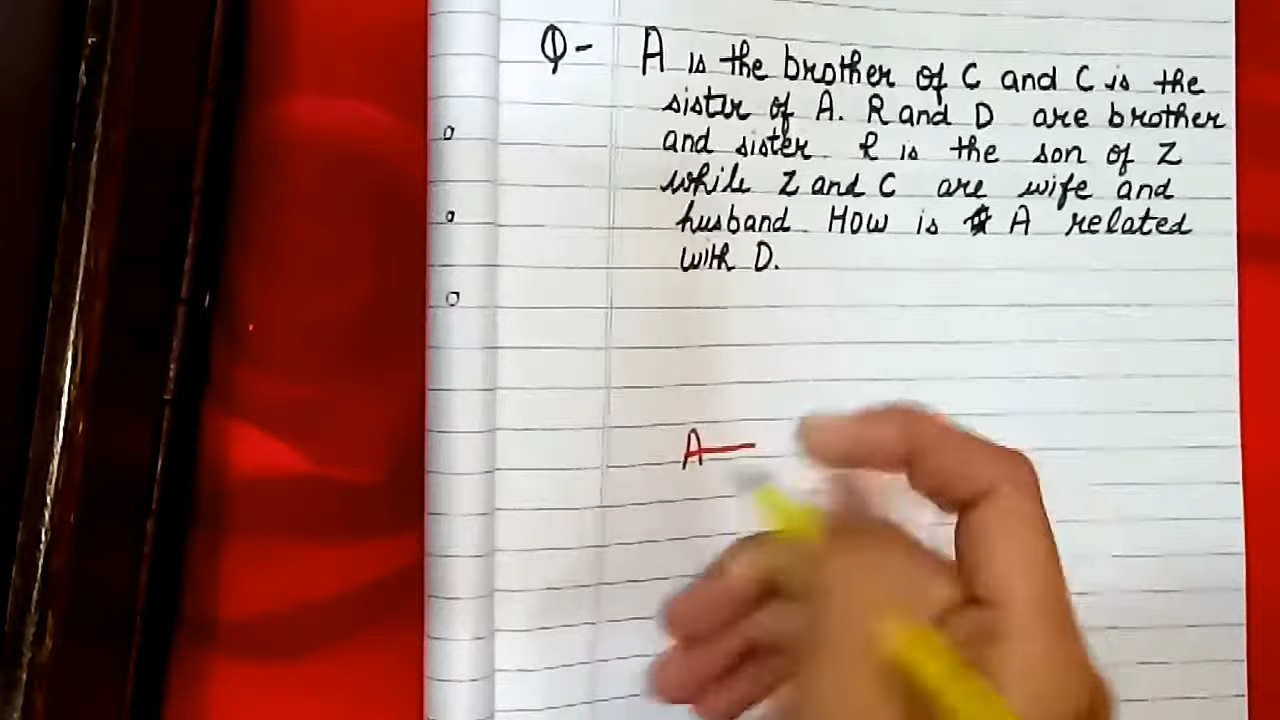 Q- A is the brother of C and C is the
sister of A. R and D are brother
and sister. R is the son of Z
while Z and C are wife and
husband. How is A related
with D.
A—